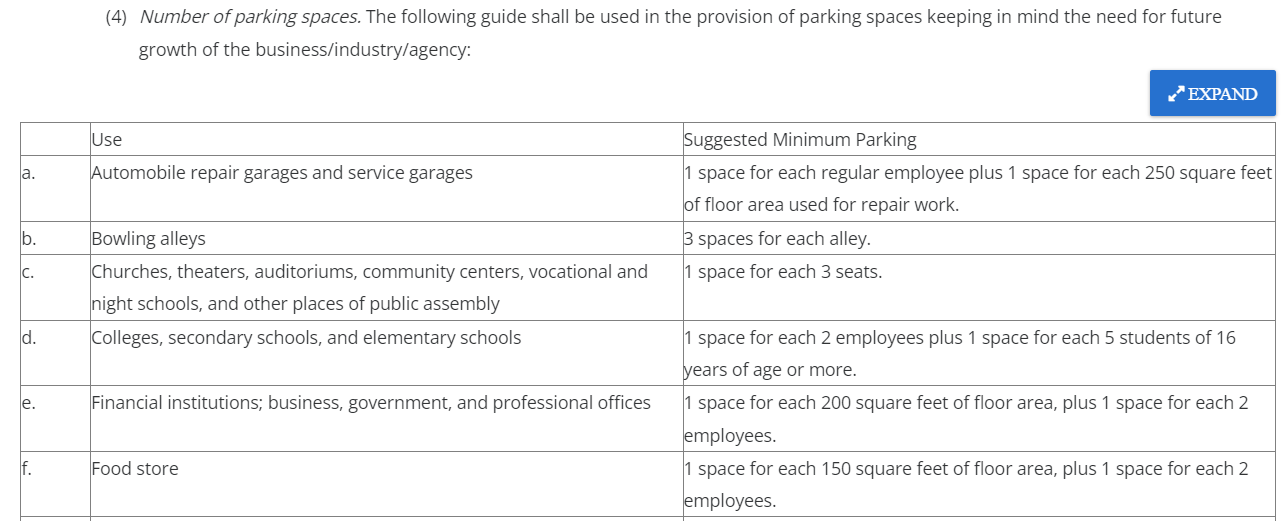 (4) Number of parking spaces. The following guide shall be used in the provision of parking spaces keeping in mind the need for future
growth of the business/industry/agency:
EXPAND
Use Suggested Minimum Parking
a. Automobile repair garages and service garages 1 space for each regular employee plus 1 space for each 250 square feet
of floor area used for repair work.
b. Bowling alleys 3 spaces for each alley.
c. Churches, theaters, auditoriums, community centers, vocational and 1 space for each 3 seats.
night schools, and other places of public assembly
d. Colleges, secondary schools, and elementary schools 1 space for each 2 employees plus 1 space for each 5 students of 16
years of age or more.
e. Financial institutions; business, government, and professional offices 1 space for each 200 square feet of floor area, plus 1 space for each 2
employees.
f. Food store 1 space for each 150 square feet of floor area, plus 1 space for each 2
employees.